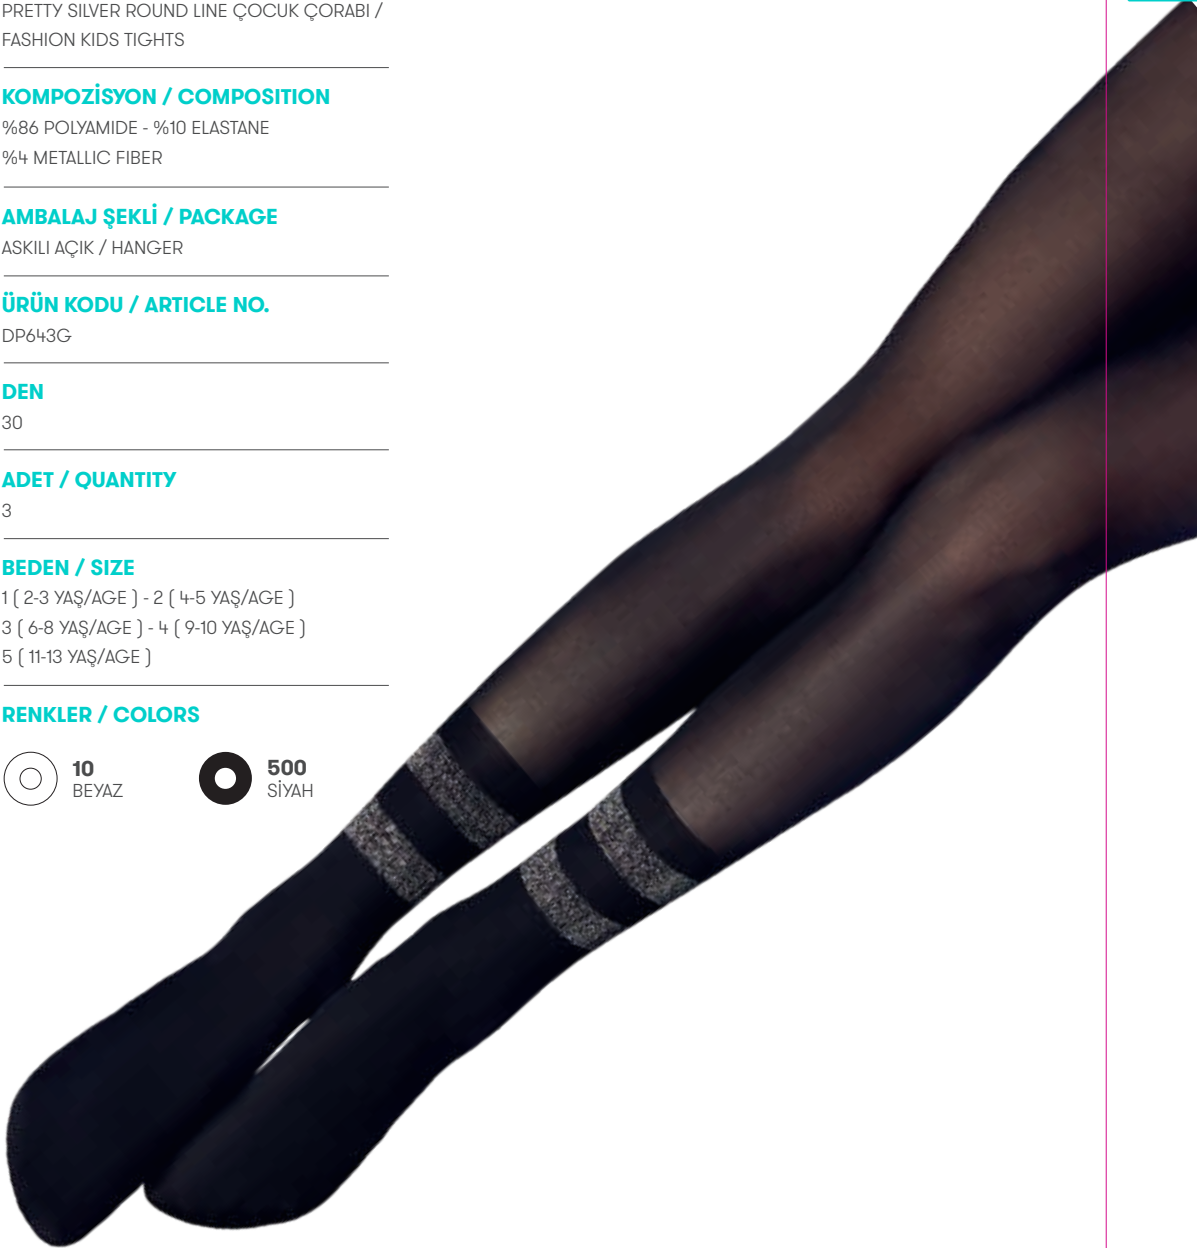 PRETTY SILVER ROUND LINE ÇOCUK ÇORABI /
FASHION KIDS TIGHTS
KOMPOZİSYON / COMPOSITION
%86 POLYAMIDE - %10 ELASTANE
%4 METALLIC FIBER
AMBALAJ ŞEKLİ / PACKAGE
ASKILI AÇIK / HANGER
ÜRÜN KODU / ARTICLE NO.
DP643G
DEN
30
ADET / QUANTITY
3
BEDEN / SIZE
1 ( 2-3 YAŞ/AGE ) - 2 ( 4-5 YAŞ/AGE )
3 ( 6-8 YAŞ/AGE ) - 4 ( 9-10 YAŞ/AGE )
5 ( 11-13 YAŞ/AGE )
RENKLER / COLORS
10
BEYAZ
500
SİYAH